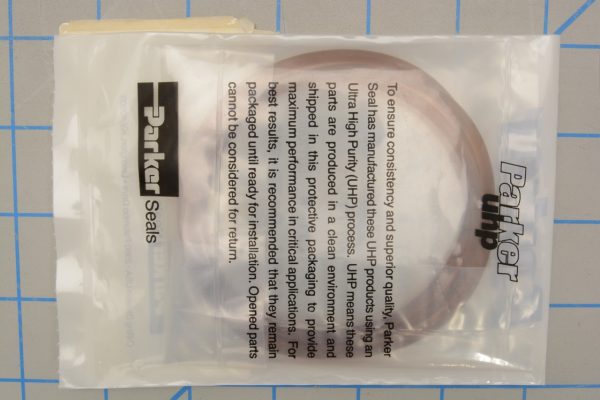 Parker
uhp
To ensure consistency and superior quality, Parker
Seal has manufactured these UHP products using an
Ultra High Purity (UHP) process. UHP means these
parts are produced in a clean environment and
shipped in this protective packaging to provide
maximum performance in critical applications. For
best results, it is recommended that they remain
packaged until ready for installation. Opened parts
cannot be considered for return.
Parker Seals